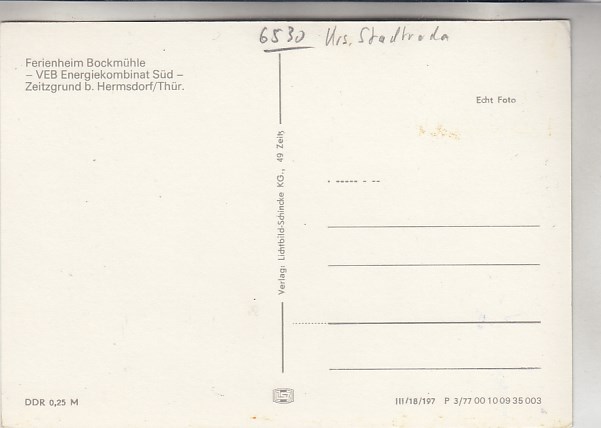 6530 Krs. Stadtroda
Ferienheim Bockmühle
– VEB Energiekombinat Süd –
Zeitzgrund b. Hermsdorf/Thür.
Echt Foto
Verlag: Lichtbild-Schincke KG., 49 Zeitz
DDR 0,25 M
III/18/197 P 3/77 00 10 09 35 003